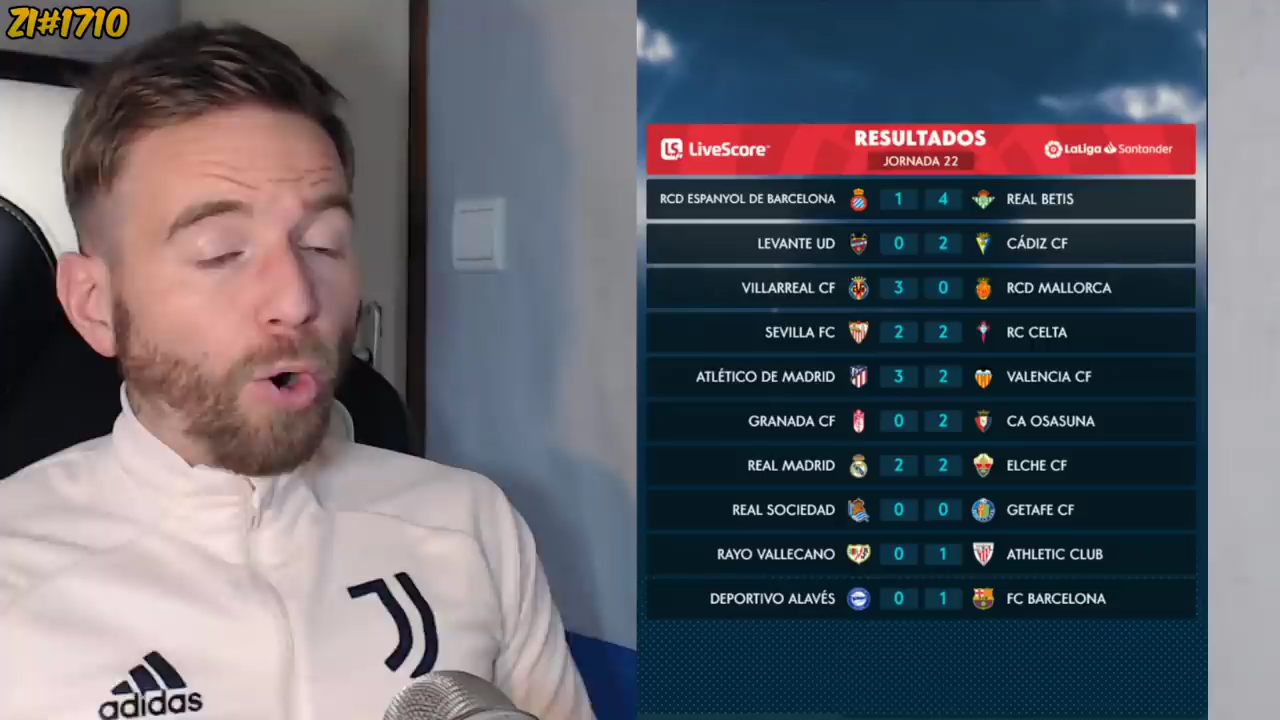 ZI#1710
LS LiveScore
RESULTADOS
JORNADA 22
LaLiga Santander
RCD ESPANYOL DE BARCELONA 1 4 REAL BETIS
LEVANTE UD 0 2 CÁDIZ CF
VILLARREAL CF 3 0 RCD MALLORCA
SEVILLA FC 2 2 RC CELTA
ATLÉTICO DE MADRID 3 2 VALENCIA CF
GRANADA CF 0 2 CA OSASUNA
REAL MADRID 2 2 ELCHE CF
REAL SOCIEDAD 0 0 GETAFE CF
RAYO VALLECANO 0 1 ATHLETIC CLUB
DEPORTIVO ALAVÉS 0 1 FC BARCELONA
adidas